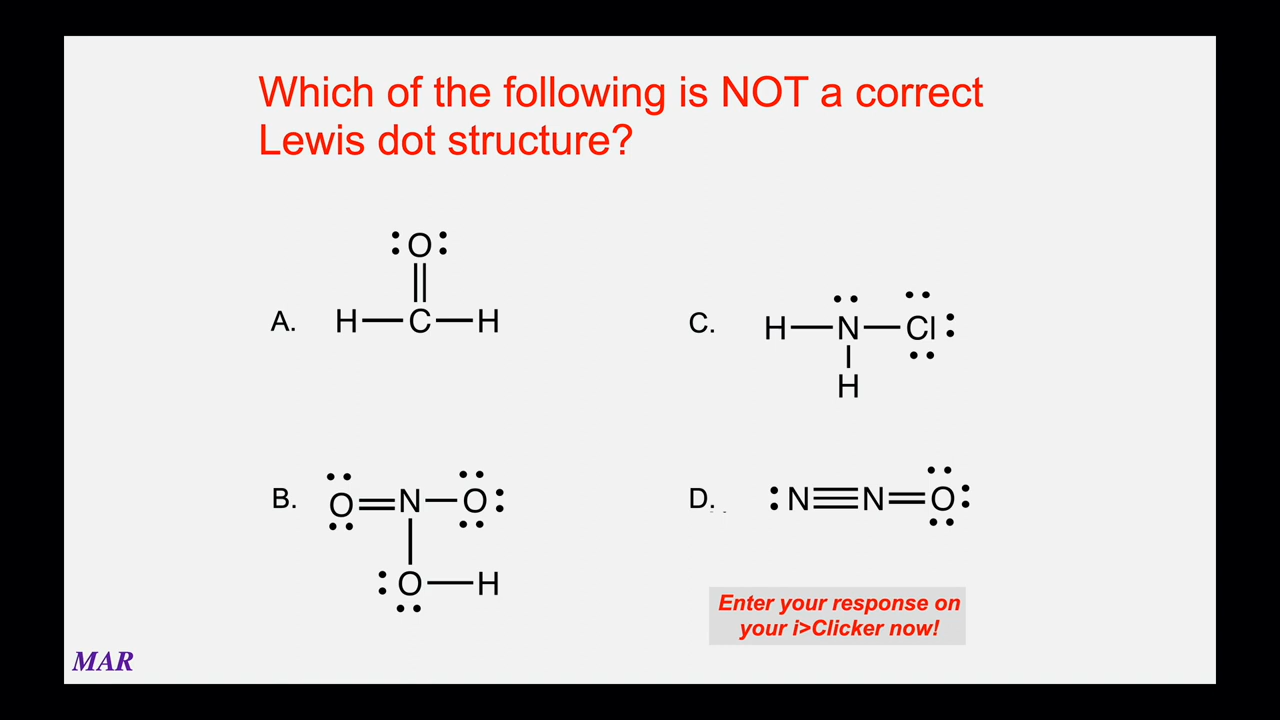 Which of the following is NOT a correct
Lewis dot structure?
A.
O
H C H
C.
H N Cl
H
B.
O N O
O H
D.
N N O
Enter your response on
your i>Clicker now!
MAR